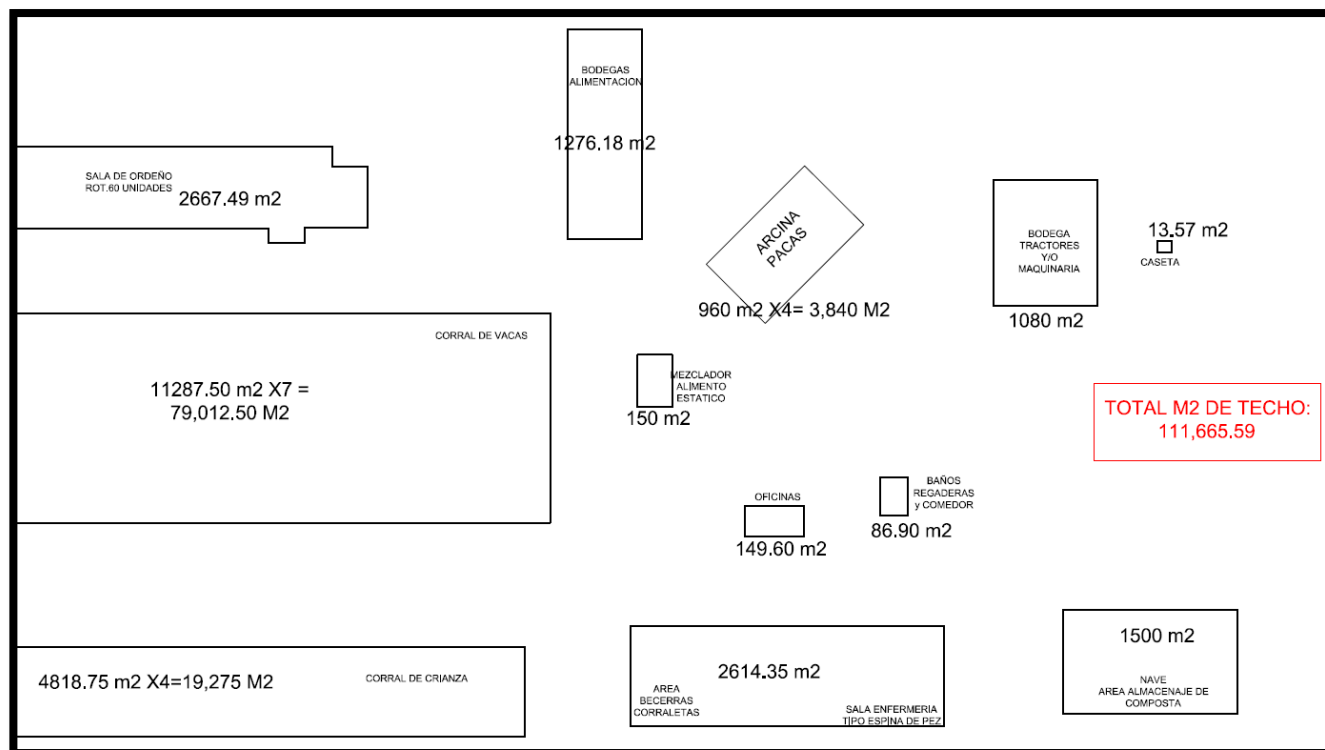 BODEGAS
ALIMENTACION
1276.18 m2
SALA DE ORDEÑO
ROT.60 UNIDADES
2667.49 m2
ARCINA
PACAS
960 m2 X4= 3,840 M2
BODEGA
TRACTORES
Y/O
MAQUINARIA
1080 m2
13.57 m2
CASETA
CORRAL DE VACAS
11287.50 m2 X7 =
79,012.50 M2
MEZCLADOR
ALIMENTO
ESTATICO
150 m2
TOTAL M2 DE TECHO:
111,665.59
OFICINAS
149.60 m2
BAÑOS
REGADERAS
y COMEDOR
86.90 m2
4818.75 m2 X4=19,275 M2
CORRAL DE CRIANZA
2614.35 m2
AREA
BECERRAS
CORRALETAS
SALA ENFERMERIA
TIPO ESPINA DE PEZ
1500 m2
NAVE
AREA ALMACENAJE DE
COMPOSTA